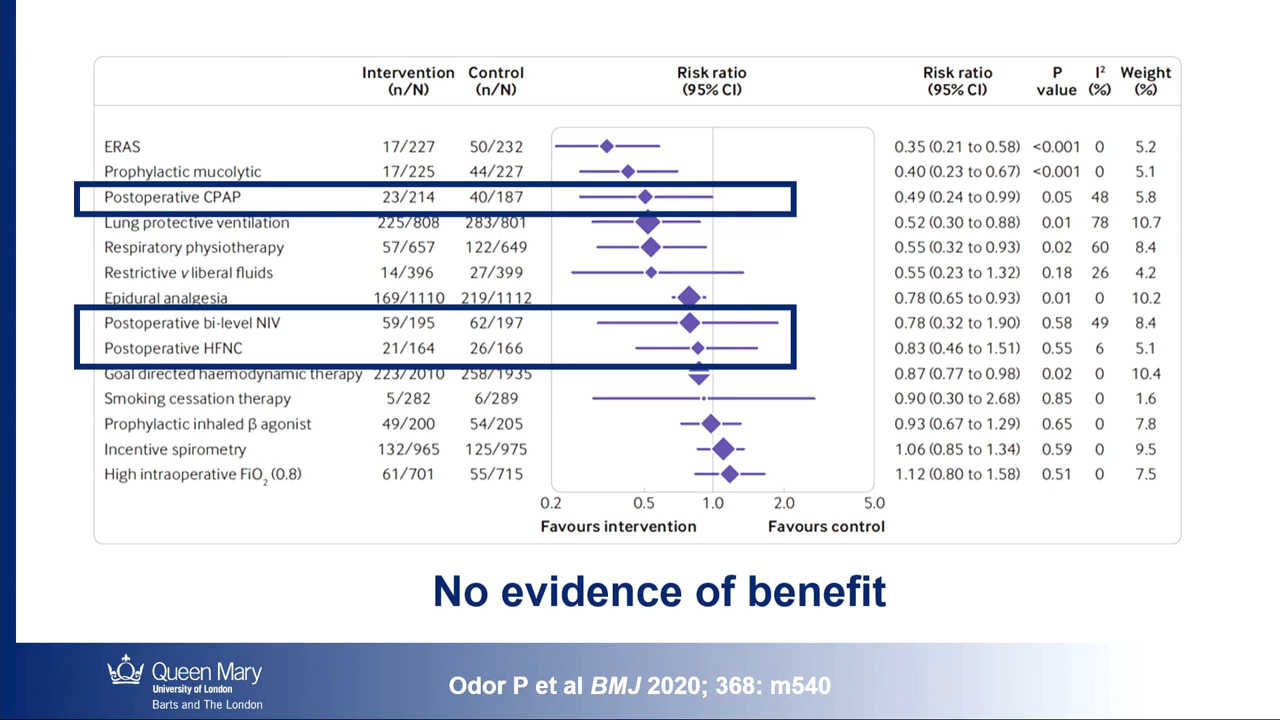 Intervention (n/N) Control (n/N) Risk ratio (95% CI) Risk ratio (95% CI) P value I² (%) Weight (%)
ERAS 17/227 50/232 0.35 (0.21 to 0.58) <0.001 0 5.2
Prophylactic mucolytic 17/225 44/227 0.40 (0.23 to 0.67) <0.001 0 5.1
Postoperative CPAP 23/214 40/187 0.49 (0.24 to 0.99) 0.05 48 5.8
Lung protective ventilation 225/808 283/801 0.52 (0.30 to 0.88) 0.01 78 10.7
Respiratory physiotherapy 57/657 122/649 0.55 (0.32 to 0.93) 0.02 60 8.4
Restrictive v liberal fluids 14/396 27/399 0.55 (0.23 to 1.32) 0.18 26 4.2
Epidural analgesia 169/1110 219/1112 0.78 (0.65 to 0.93) 0.01 0 10.2
Postoperative bi-level NIV 59/195 62/197 0.78 (0.32 to 1.90) 0.58 49 8.4
Postoperative HFNC 21/164 26/166 0.83 (0.46 to 1.51) 0.55 6 5.1
Goal directed haemodynamic therapy 223/2010 258/1935 0.87 (0.77 to 0.98) 0.02 0 10.4
Smoking cessation therapy 5/282 6/289 0.90 (0.30 to 2.68) 0.85 0 1.6
Prophylactic inhaled β agonist 49/200 54/205 0.93 (0.67 to 1.29) 0.65 0 7.8
Incentive spirometry 132/965 125/975 1.06 (0.85 to 1.34) 0.59 0 9.5
High intraoperative FiO₂ (0.8) 61/701 55/715 1.12 (0.80 to 1.58) 0.51 0 7.5
0.2 0.5 1.0 2.0 5.0
Favours intervention Favours control
No evidence of benefit
Queen Mary
University of London
Barts and The London
Odor P et al BMJ 2020; 368: m540